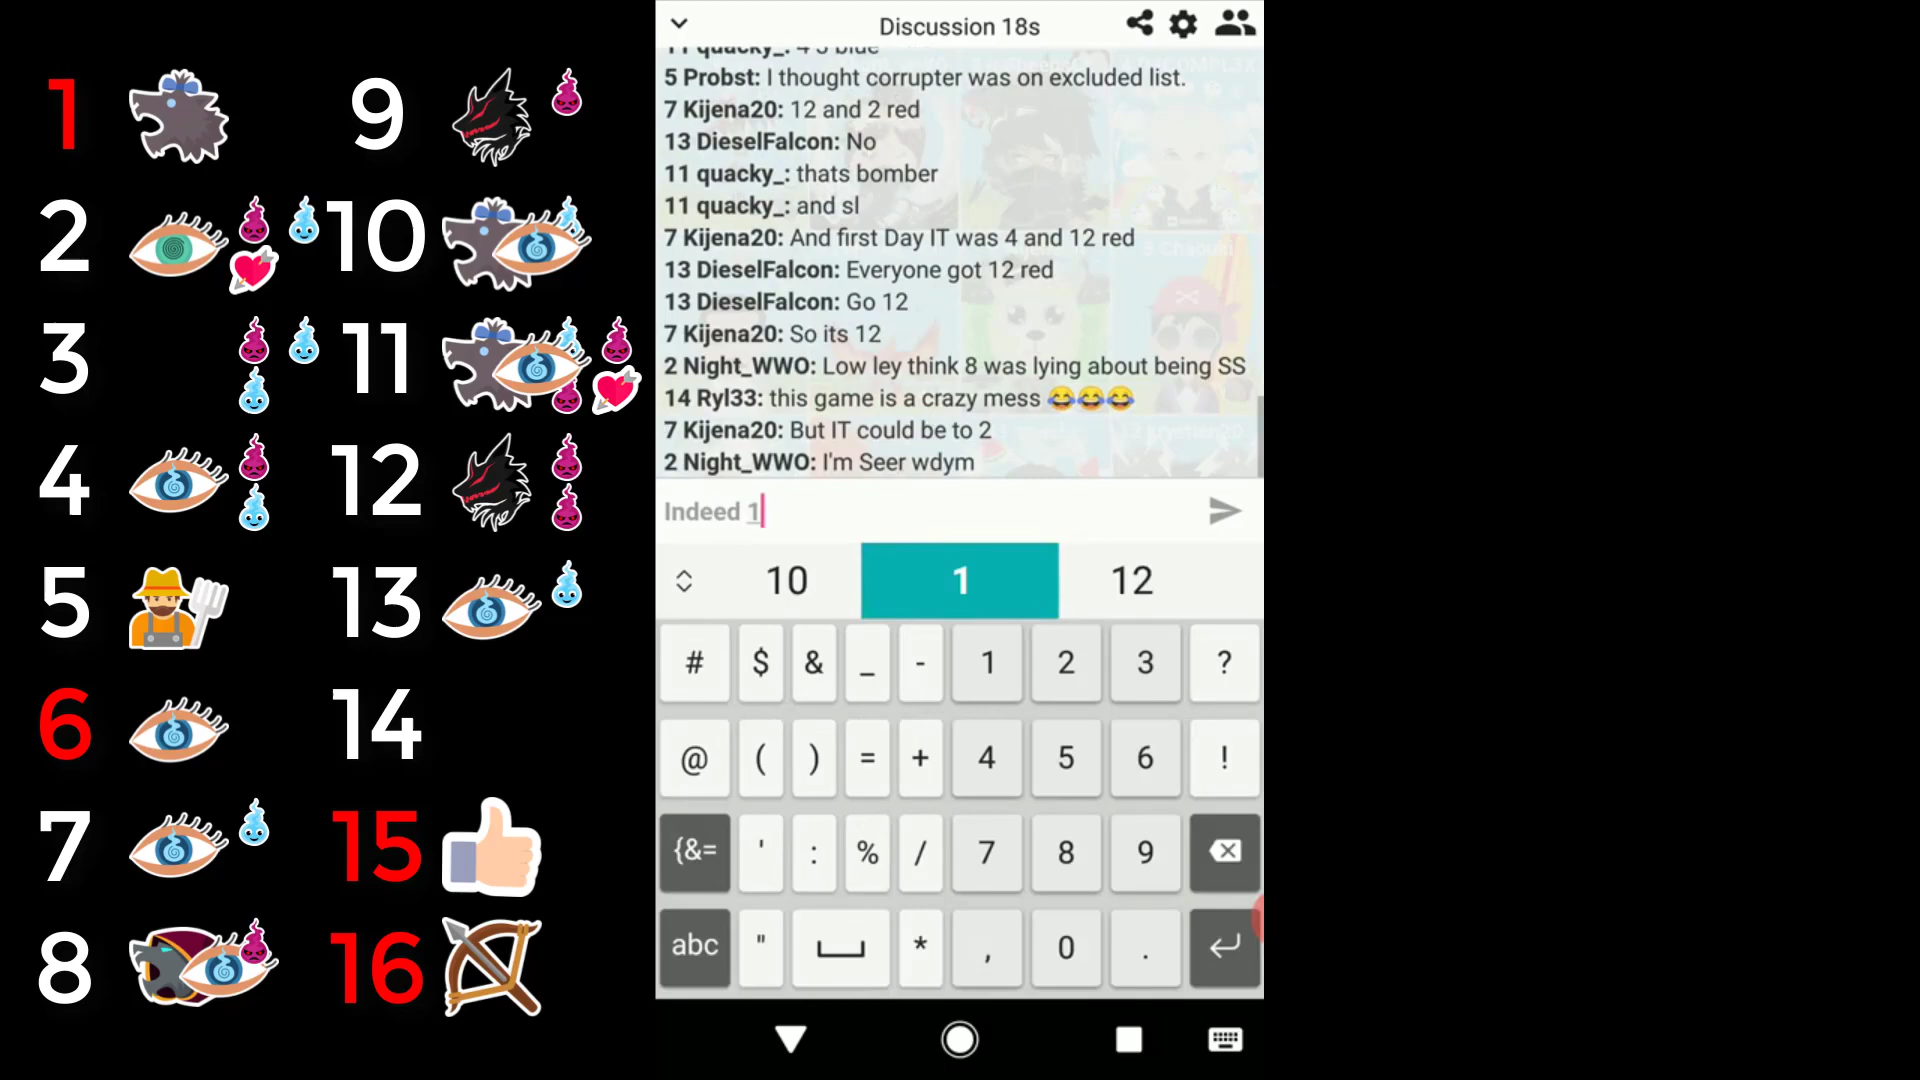 1 9
2 10
3 11
4 12
5 13
6 14
7 15
8 16
Discussion 18s
11 quacky_: 4 3 blue
5 Probst: I thought corrupter was on excluded list.
7 Kijena20: 12 and 2 red
13 DieselFalcon: No
11 quacky_: thats bomber
11 quacky_: and sl
7 Kijena20: And first Day IT was 4 and 12 red
13 DieselFalcon: Everyone got 12 red
13 DieselFalcon: Go 12
7 Kijena20: So its 12
2 Night_WWO: Low ley think 8 was lying about being SS
14 Ryl33: this game is a crazy mess 😂😂😂
7 Kijena20: But IT could be to 2
2 Night_WWO: I'm Seer wdym
Indeed 1
10 1 12
# $ & _ - 1 2 3 ?
@ ( ) = + 4 5 6 !
{&= ' : % / 7 8 9
abc " * , 0 .